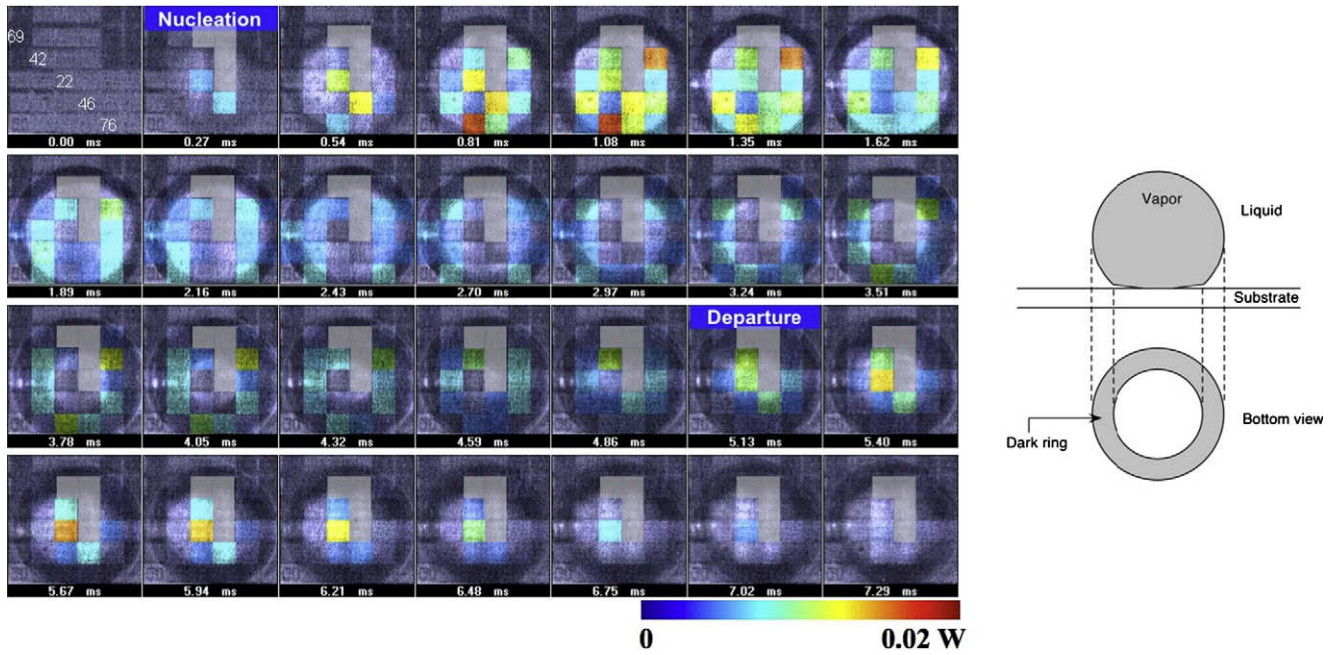 Nucleation
69
42
22
46
76
0.00 ms
0.27 ms
0.54 ms
0.81 ms
1.08 ms
1.35 ms
1.62 ms
1.89 ms
2.16 ms
2.43 ms
2.70 ms
2.97 ms
3.24 ms
3.51 ms
Departure
3.78 ms
4.05 ms
4.32 ms
4.59 ms
4.86 ms
5.13 ms
5.40 ms
5.67 ms
5.94 ms
6.21 ms
6.48 ms
6.75 ms
7.02 ms
7.29 ms
0
0.02 W
Vapor
Liquid
Substrate
Bottom view
Dark ring